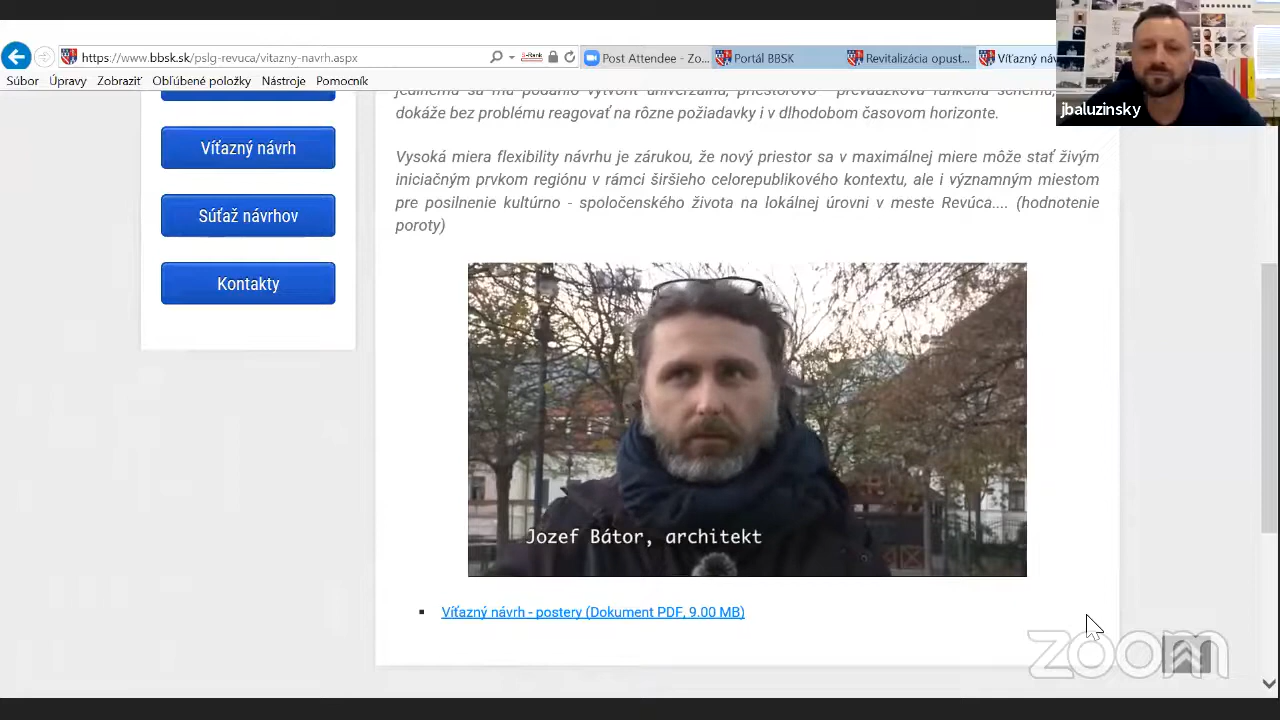 https://www.bbsk.sk/pslg-revuca/vitazny-navrh.aspx
Post Attendee - Zo...
Portál BBSK
Revitalizácia opust...
Víťazný náv
jbaluzinsky
Súbor Úpravy Zobraziť Obľúbené položky Nástroje Pomocní
dokáže bez problému reagovať na rôzne požiadavky i v dlhodobom časovom horizonte.
Vysoká miera flexibility návrhu je zárukou, že nový priestor sa v maximálnej miere môže stať živým
iniciačným prvkom regiónu v rámci širšieho celorepublikového kontextu, ale i významným miestom
pre posilnenie kultúrno - spoločenského života na lokálnej úrovni v meste Revúca.... (hodnotenie
poroty)
Víťazný návrh
Súťaž návrhov
Kontakty
Jozef Bátor, architekt
Víťazný návrh - postery (Dokument PDF, 9.00 MB)
zoom